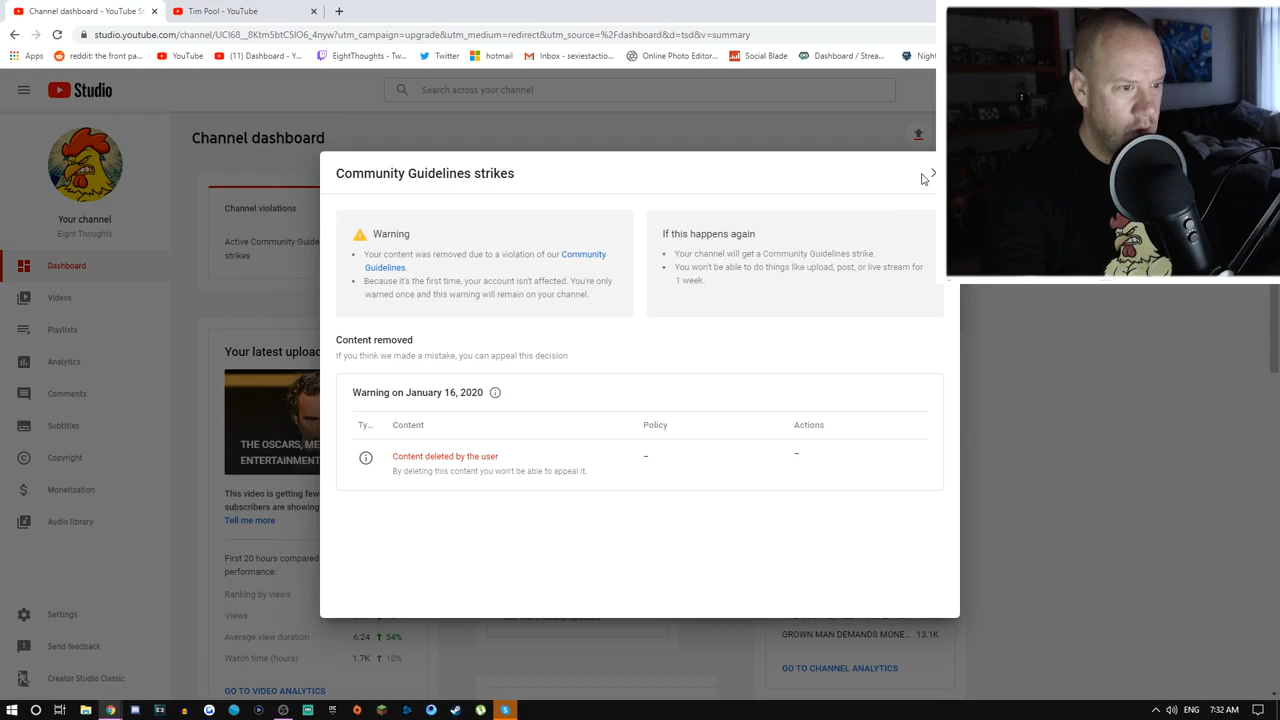 Channel dashboard - YouTube Stu
Tim Pool - YouTube
studio.youtube.com/channel/UCI68__8Ktm5btC5IO6_4nyw?utm_campaign=upgrade&utm_medium=redirect&utm_source=%2Fdashboard&d=tsd&v=summary
Apps
reddit: the front pa...
YouTube
(11) Dashboard - Yo...
Twitch.tv/EightThou...
Twitter
hotmail
Inbox - sexiestactio...
Online Photo Editor...
Social Blade
Dashboard / Strea...
Nigh
Studio
Search across your channel
Channel dashboard
Your channel
Eight Thoughts
Dashboard
Videos
Playlists
Analytics
Comments
Subtitles
Copyright
Monetization
Audio library
Settings
Send feedback
Creator Studio Classic
Channel violations
Active Community Guide
strikes
Your latest upload
THE OSCARS, ME
ENTERTAINMENT
This video is getting fewe
subscribers are showing
Tell me more
First 20 hours compared
performance:
Ranking by views
Views
Average view duration
6:24 ↑ 54%
Watch time (hours)
1.7K ↑ 10%
GO TO VIDEO ANALYTICS
Community Guidelines strikes
Warning
• Your content was removed due to a violation of our Community
Guidelines.
• Because it's the first time, your account isn't affected. You're only
warned once and this warning will remain on your channel.
If this happens again
• Your channel will get a Community Guidelines strike.
• You won't be able to do things like upload, post, or live stream for
1 week.
Content removed
If you think we made a mistake, you can appeal this decision
Warning on January 16, 2020
Ty...
Content
Policy
Actions
Content deleted by the user
–
–
By deleting this content you won't be able to appeal it.
GROWN MAN DEMANDS MONE...
13.1K
GO TO CHANNEL ANALYTICS
ENG
7:32 AM